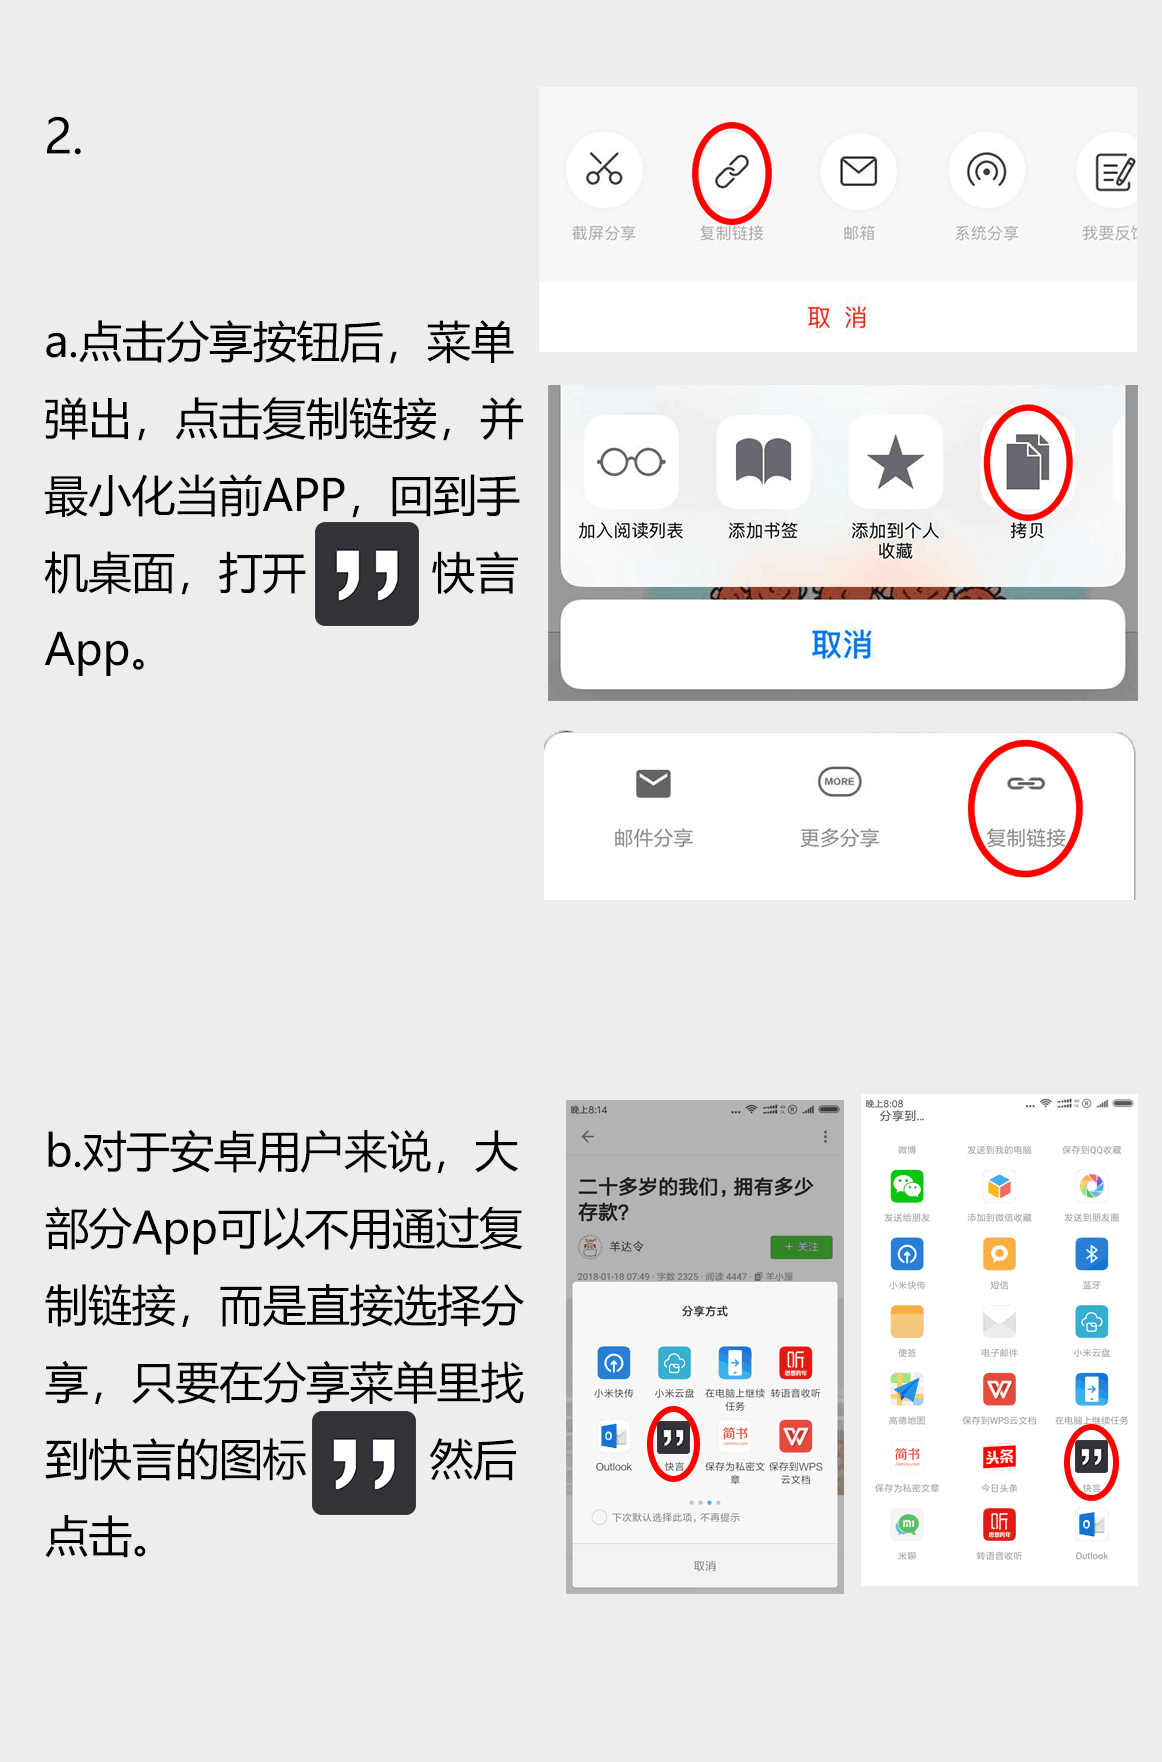 2.
截屏分享 复制链接 邮箱 系统分享 我要反馈
取 消
a.点击分享按钮后，菜单
弹出，点击复制链接，并
最小化当前APP，回到手
机桌面，打开 快言
App。
加入阅读列表 添加书签 添加到个人 拷贝
收藏
取消
MORE
邮件分享 更多分享 复制链接
b.对于安卓用户来说，大
部分App可以不用通过复
制链接，而是直接选择分
享，只要在分享菜单里找
到快言的图标 然后
点击。
晚上8:14
二十多岁的我们，拥有多少
存款？
羊达令 + 关注
2018-01-18 07:49 · 字数 2325 · 阅读 4447 · 羊小屋
分享方式
小米快传 小米云盘 在电脑上继续 转语音收听
任务
Outlook 快言 保存为私密文 保存到WPS
章 云文档
下次默认选择此项，不再提示
取消
晚上8:08
分享到...
微博 发送到我的电脑 保存到QQ收藏
发送给朋友 添加到微信收藏 发送到朋友圈
小米快传 短信 蓝牙
便签 电子邮件 小米云盘
高德地图 保存到WPS云文档 在电脑上继续任务
简书 头条
保存为私密文章 今日头条 快言
米聊 转语音收听 Outlook